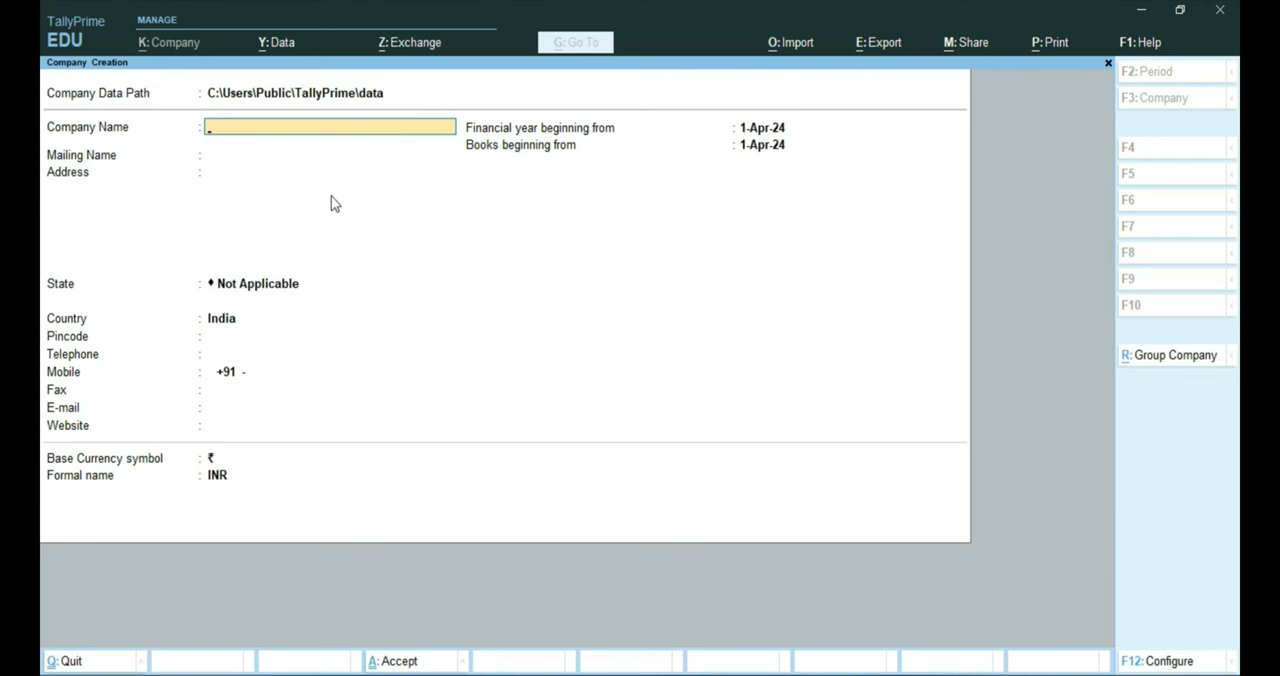 TallyPrime
EDU
MANAGE
K: Company
Y: Data
Z: Exchange
G: Go To
O: Import
E: Export
M: Share
P: Print
F1: Help
Company Creation
Company Data Path : C:\Users\Public\TallyPrime\data
Company Name :
Financial year beginning from : 1-Apr-24
Books beginning from : 1-Apr-24
Mailing Name :
Address :
State : ♦ Not Applicable
Country : India
Pincode :
Telephone :
Mobile : +91 -
Fax :
E-mail :
Website :
Base Currency symbol : ₹
Formal name : INR
F2: Period
F3: Company
F4
F5
F6
F7
F8
F9
F10
R: Group Company
Q: Quit
A: Accept
F12: Configure